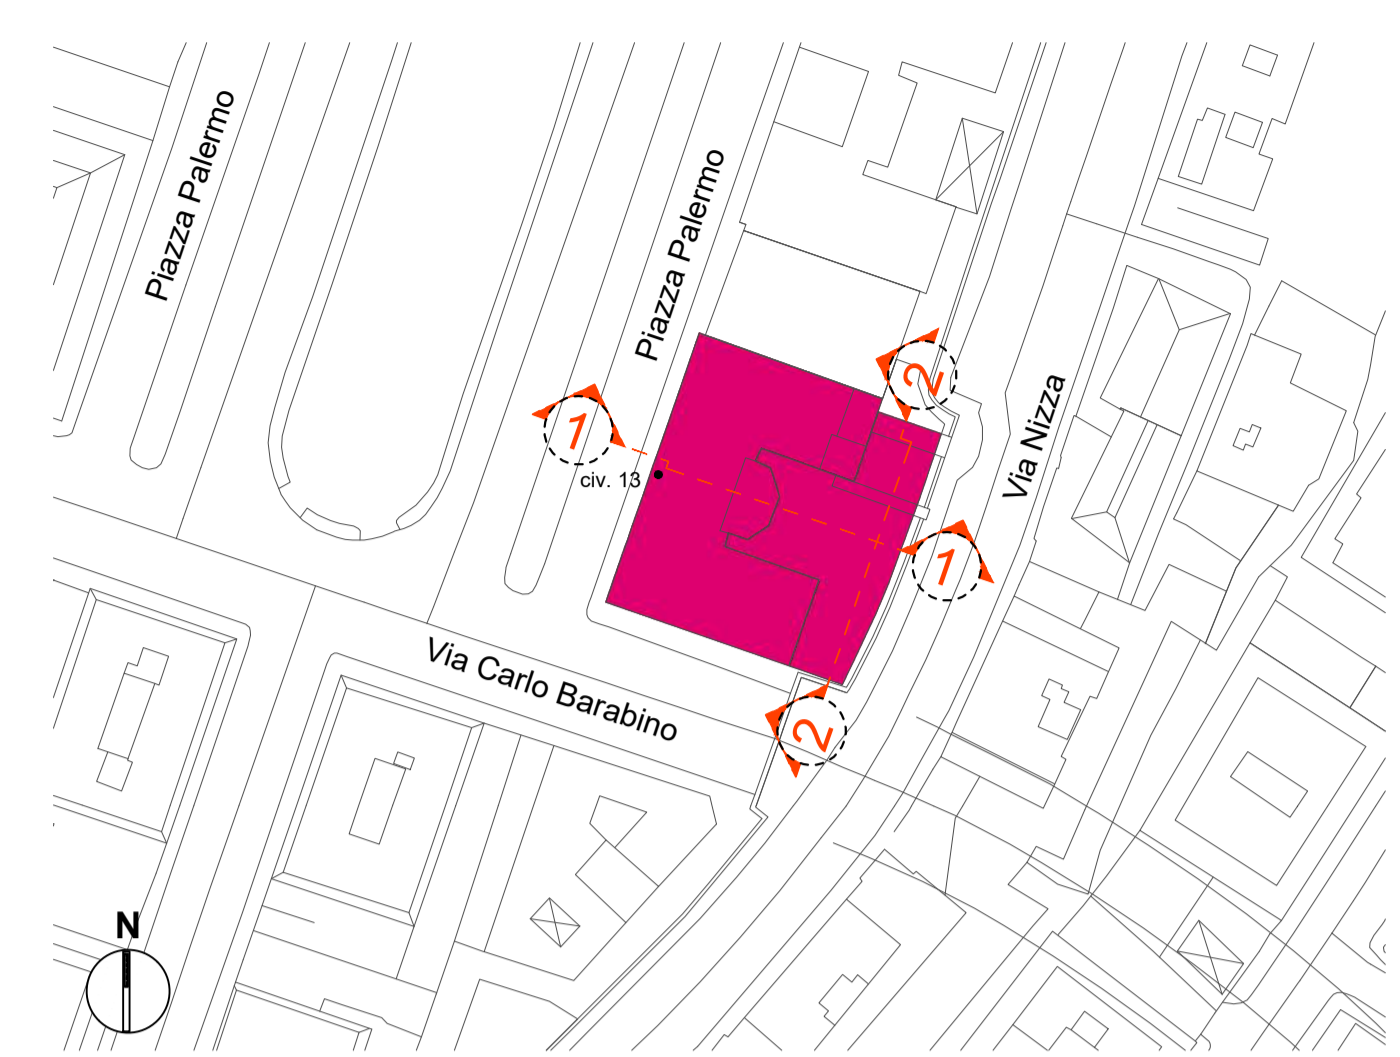 Piazza Palermo
Piazza Palermo
2
Via Nizza
1
civ. 13
1
Via Carlo Barabino
2
N